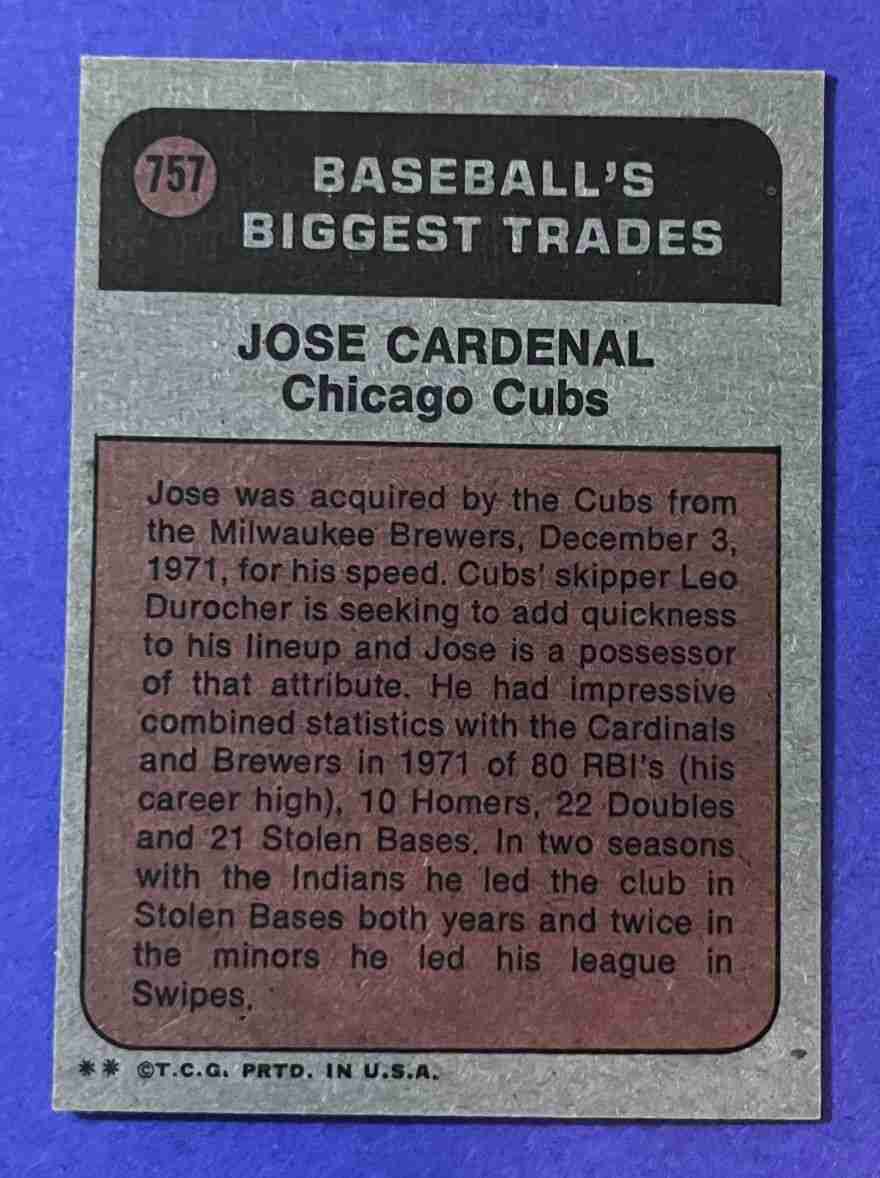 757
BASEBALL'S
BIGGEST TRADES
JOSE CARDENAL
Chicago Cubs
Jose was acquired by the Cubs from
the Milwaukee Brewers, December 3,
1971, for his speed. Cubs' skipper Leo
Durocher is seeking to add quickness
to his lineup and Jose is a possessor
of that attribute. He had impressive
combined statistics with the Cardinals
and Brewers in 1971 of 80 RBI's (his
career high), 10 Homers, 22 Doubles
and 21 Stolen Bases. In two seasons
with the Indians he led the club in
Stolen Bases both years and twice in
the minors he led his league in
Swipes.
** ©T.C.G. PRTD. IN U.S.A.